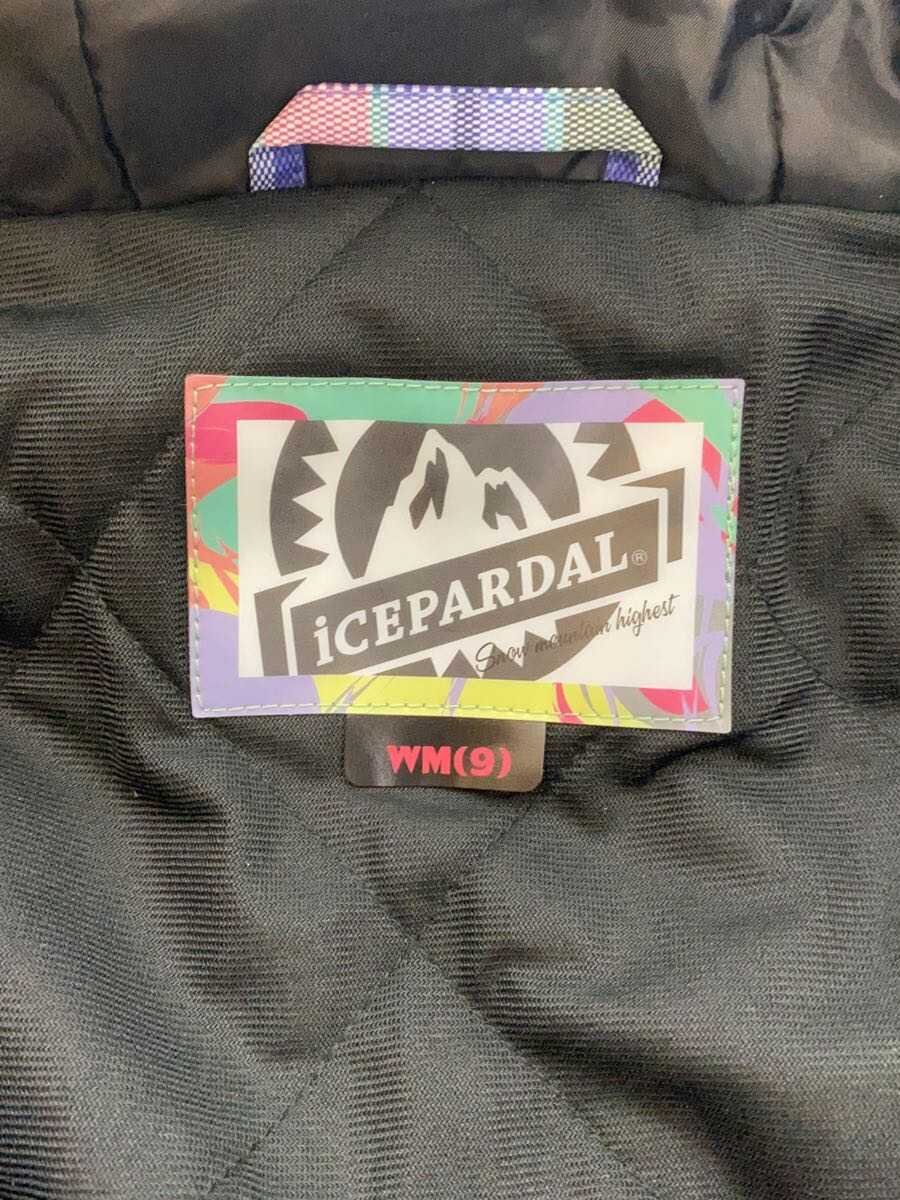 iCEPARDAL®
Snow mountain highest
WM(9)